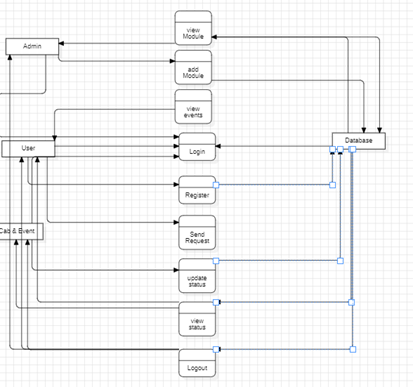 view
Module
Admin
add
Module
view
events
Database
User
Login
Register
Cab & Event
Send
Request
update
status
view
status
Logout